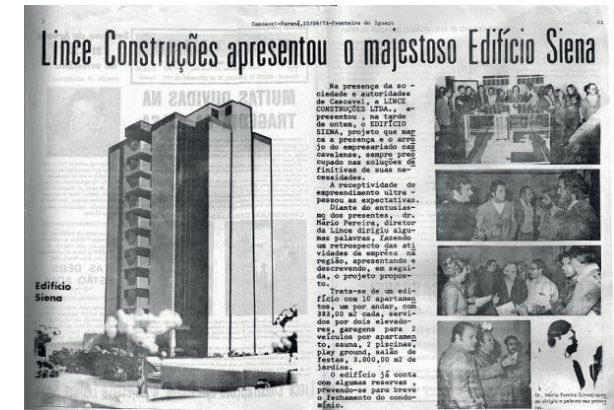 Cascavel-Paraná,22/09/73-Fronteira do Iguaçu
Lince Construções apresentou o majestoso Edifício Siena
MUITAS DUVIDAS NA
Na presença da so-
ciedade e autoridades
de Cascavel, a LINCE
CONSTRUÇÕES LTDA., a-
presentou , na tarde
de ontem, o EDIFÍCIO
SIENA, projeto que mar
ca a presença e o arro
jo do empresariado cas
cavelense, sempre preo
cupado nas soluções de
finitivas de suas ne-
cessidades.
A receptividade do
empreendimento ultra-
passou as expectativas.
Diante do entusias-
mo dos presentes, dr.
Mário Pereira, diretor
da Lince dirigiu algu-
mas palavras, fazendo
um retrospecto das ati
vidades da emprêsa na
região, apresentando e
descrevendo, em segui-
da, o projeto propos-
to.
Trata-se de um edi-
fício com 10 apartamen
tos, um por andar, com
383,00 m2 cada, servi-
dos por dois elevado-
res, garagens para 2
veículos por apartamen
to, sauna, 2 piscinas,
play ground, salão de
festas, 3.000,00 m2 de
jardins.
O edifício já conta
com algumas reservas ,
prevendo-se para breve
o fechamento do condo-
mínio.
Edifício
Siena
Dr. Mário Pereira (Lince)